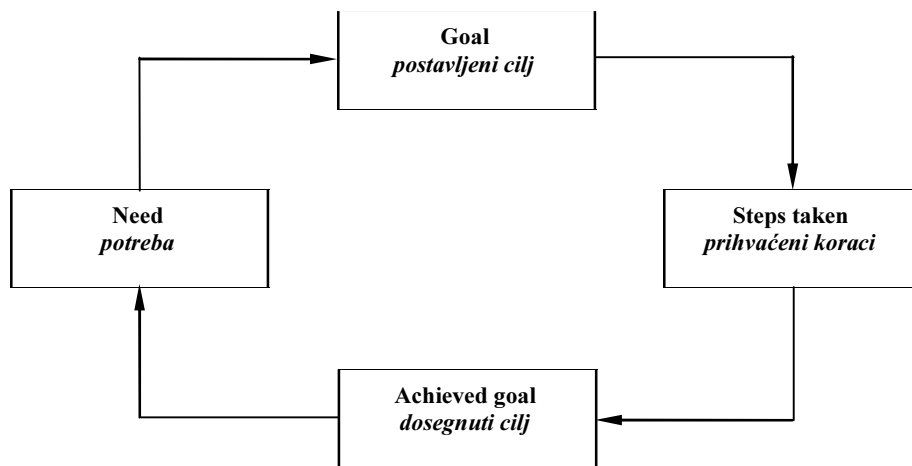 Goal
postavljeni cilj
Need
potreba
Steps taken
prihvaćeni koraci
Achieved goal
dosegnuti cilj